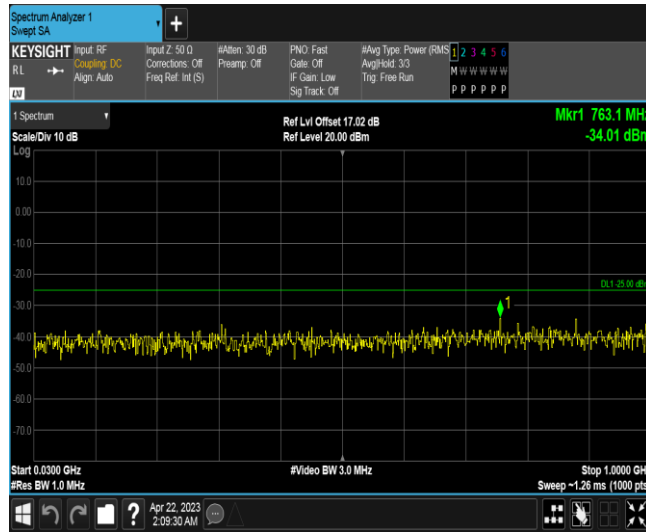 Spectrum Analyzer 1
Swept SA
+
KEYSIGHT
RL
LXI
Input: RF
Coupling: DC
Align: Auto
Input Z: 50 Ω
Corrections: Off
Freq Ref: Int (S)
#Atten: 30 dB
Preamp: Off
PNO: Fast
Gate: Off
IF Gain: Low
Sig Track: Off
#Avg Type: Power (RMS
Avg|Hold: 3/3
Trig: Free Run
1 2 3 4 5 6
M W W W W W
P P P P P P
1 Spectrum
Scale/Div 10 dB
Ref Lvl Offset 17.02 dB
Ref Level 20.00 dBm
Mkr1 763.1 MHz
-34.01 dBm
Log
10.0
0.00
-10.0
-20.0
DL1 -25.00 dBm
-30.0
1
-40.0
-50.0
-60.0
-70.0
Start 0.0300 GHz
#Video BW 3.0 MHz
Stop 1.0000 GH
#Res BW 1.0 MHz
Sweep ~1.26 ms (1000 pts
?
Apr 22, 2023
2:09:30 AM